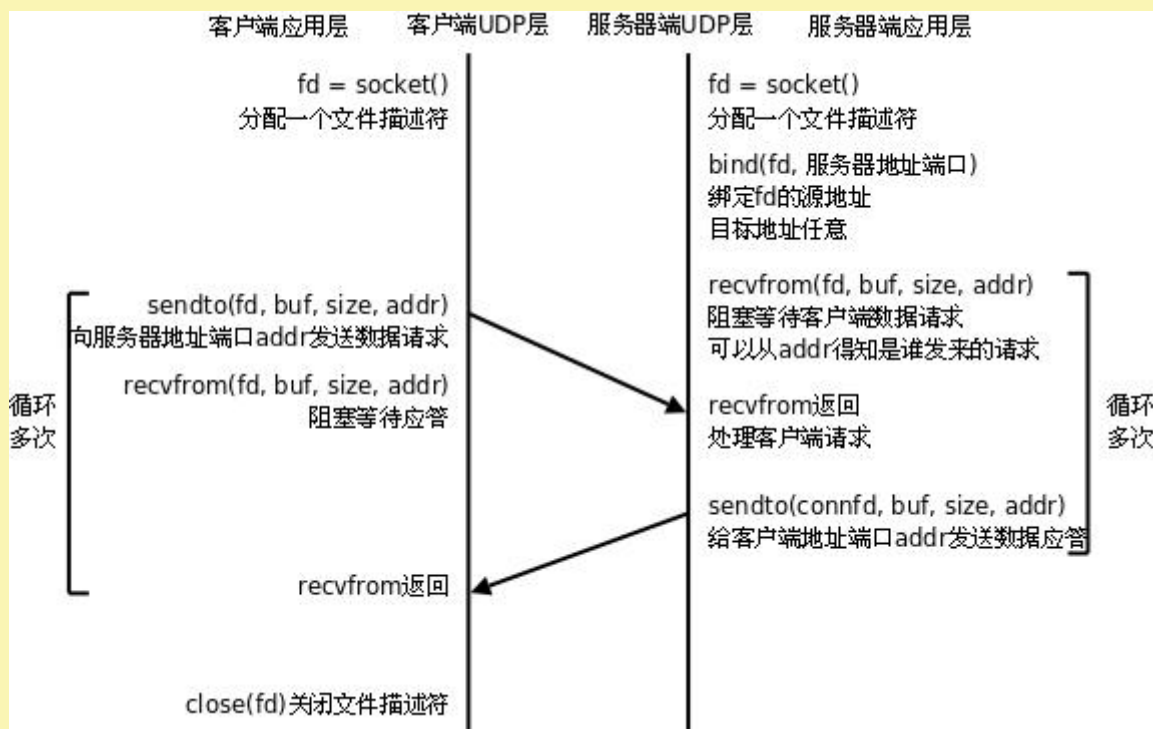 客户端应用层 客户端UDP层 服务器端UDP层 服务器端应用层
fd = socket()
分配一个文件描述符
fd = socket()
分配一个文件描述符
bind(fd, 服务器地址端口)
绑定fd的源地址
目标地址任意
循环
多次
sendto(fd, buf, size, addr)
向服务器地址端口addr发送数据请求
recvfrom(fd, buf, size, addr)
阻塞等待应答
recvfrom(fd, buf, size, addr)
阻塞等待客户端数据请求
可以从addr得知是谁发来的请求
recvfrom返回
处理客户端请求
循环
多次
sendto(connfd, buf, size, addr)
给客户端地址端口addr发送数据应答
recvfrom返回
close(fd)关闭文件描述符